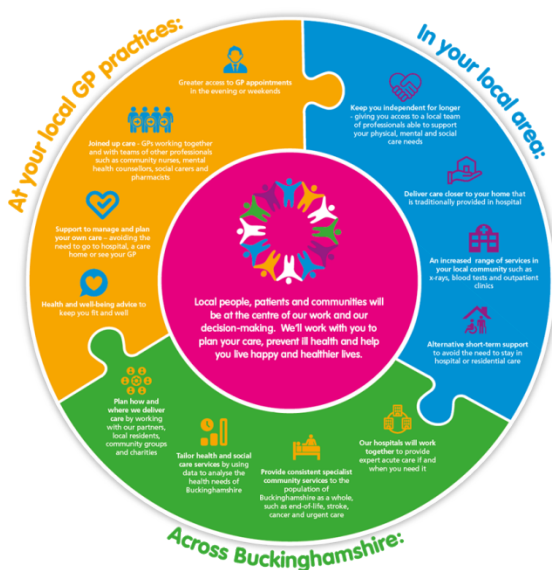 At your local GP practices:
Greater access to GP appointments
in the evening or weekends
Joined up care - GPs working together
and with teams of other professionals
such as community nurses, mental
health counsellors, social carers and
pharmacists
Support to manage and plan
your own care - avoiding the
need to go to hospital, a care
home or see your GP
Health and well-being advice to
keep you fit and well
In your local area:
Keep you independent for longer
- giving you access to a local team
of professionals able to support
your physical, mental and social
care needs
Deliver care closer to your home that
is traditionally provided in hospital
An increased range of services in
your local community such as
x-rays, blood tests and outpatient
clinics
Alternative short-term support
to avoid the need to stay in
hospital or residential care
Local people, patients and communities will
be at the centre of our work and our
decision-making. We'll work with you to
plan your care, prevent ill health and help
you live happy and healthier lives.
Plan how and
where we deliver
care by working
with our partners,
local residents,
community groups
and charities
Tailor health and social
care services by using
data to analyse the
health needs of
Buckinghamshire
Provide consistent specialist
community services to the
population of
Buckinghamshire as a whole,
such as end-of-life, stroke,
cancer and urgent care
Our hospitals will work
together to provide
expert acute care if and
when you need it
Across Buckinghamshire: